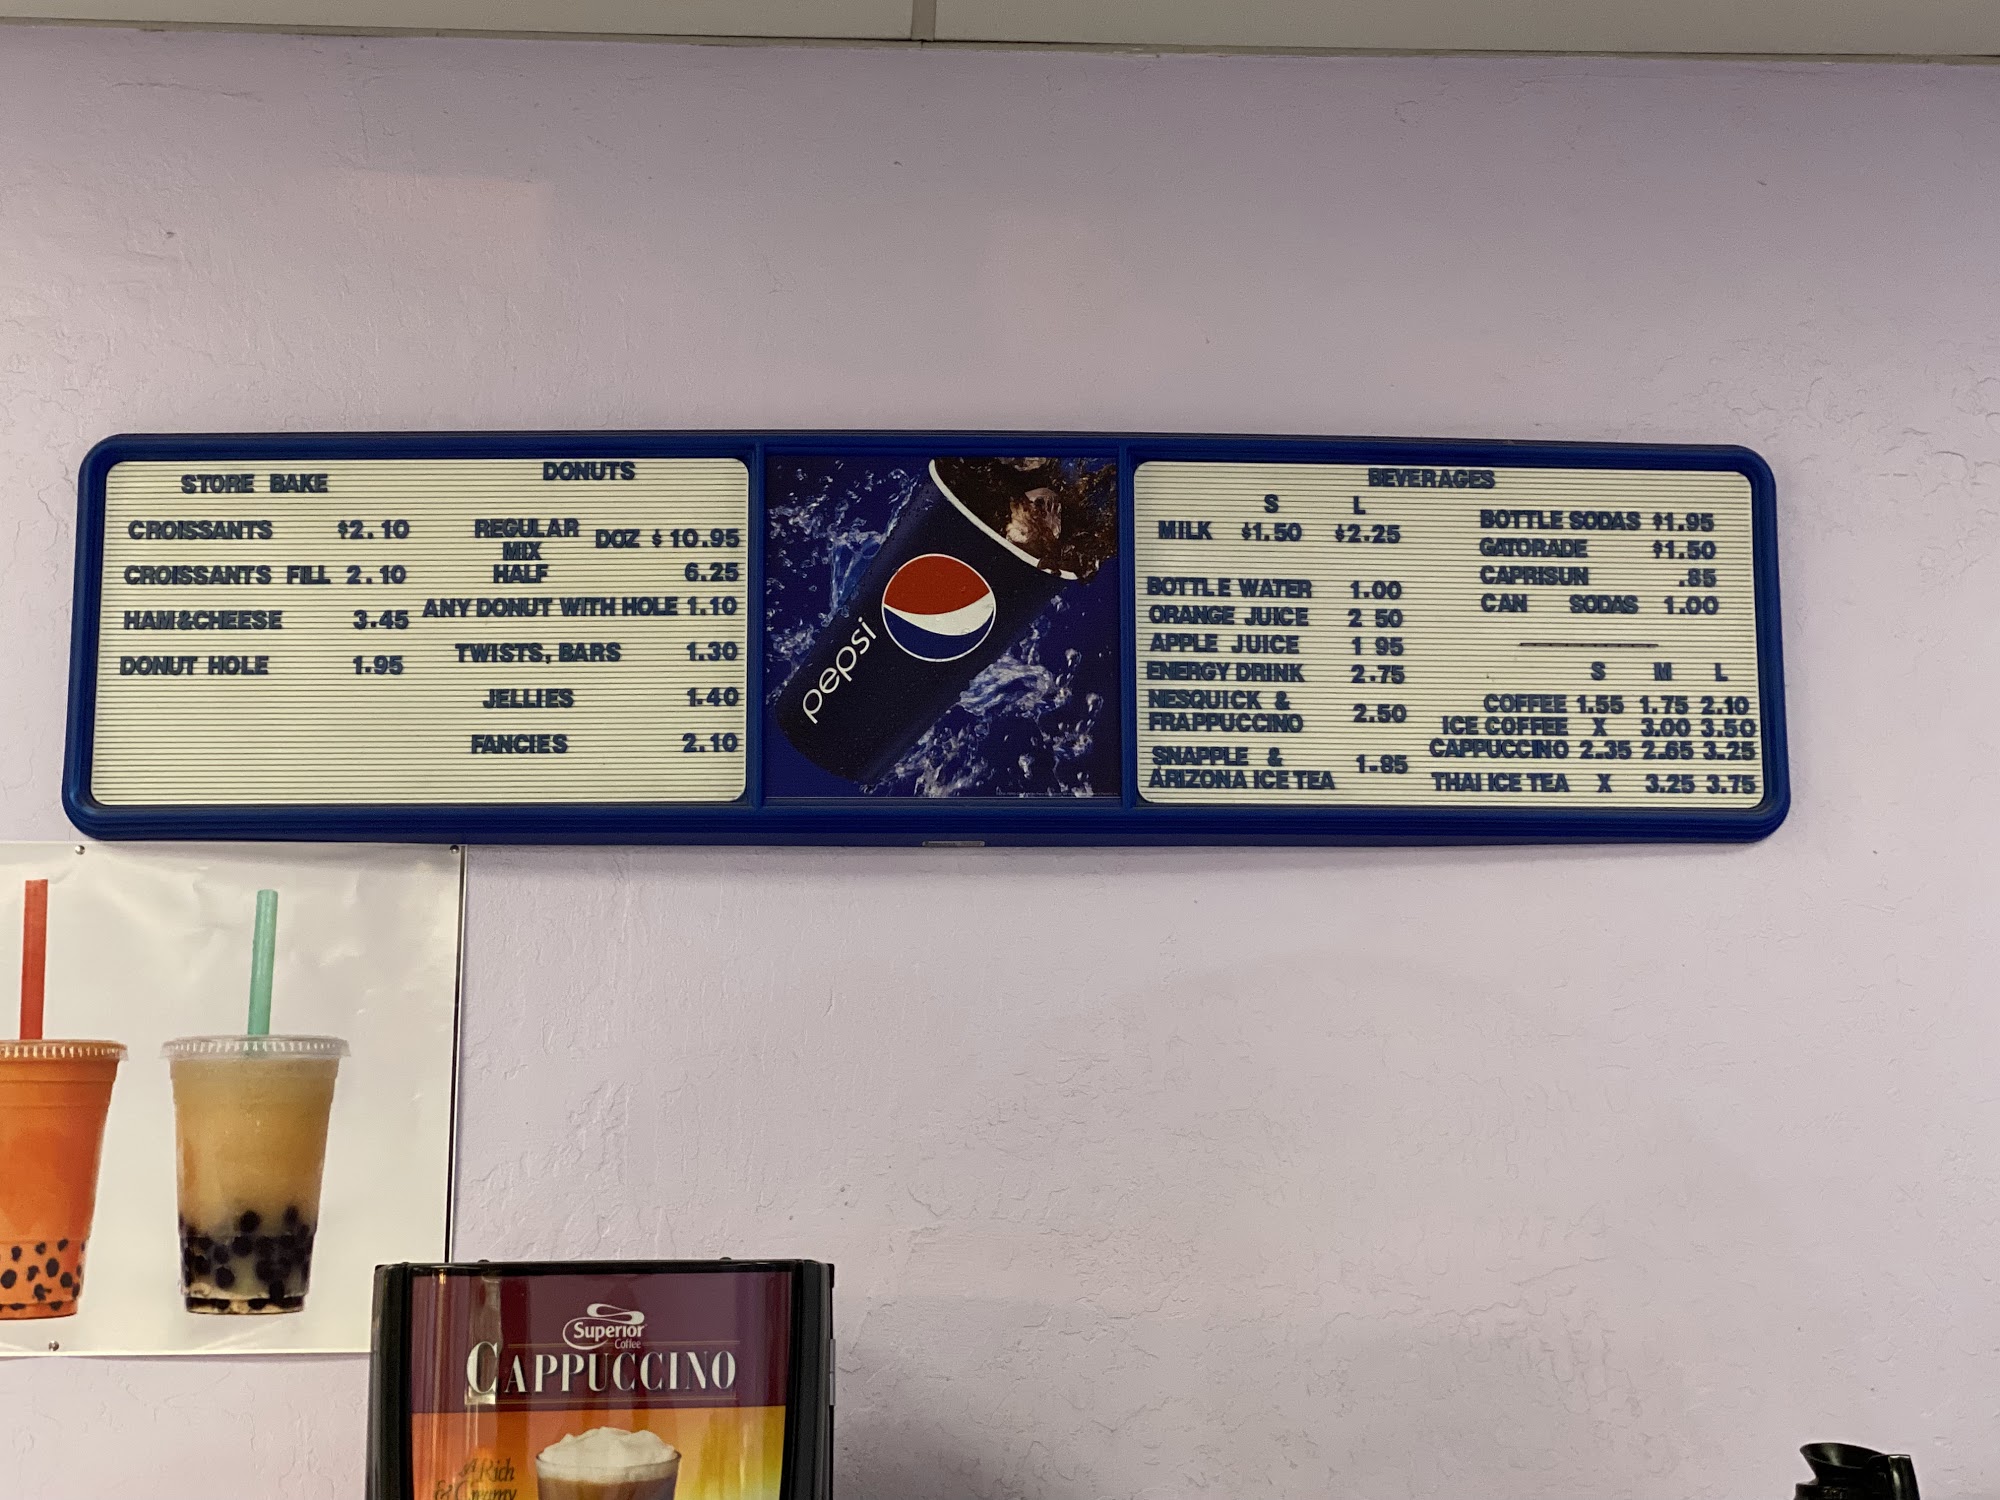 STORE BAKE
CROISSANTS $2.10
CROISSANTS FILL 2.10
HAM&CHEESE 3.45
DONUT HOLE 1.95
DONUTS
REGULAR
MIX DOZ $10.95
HALF 6.25
ANY DONUT WITH HOLE 1.10
TWISTS, BARS 1.30
JELLIES 1.40
FANCIES 2.10
pepsi
BEVERAGES
S L
MILK $1.50 $2.25
BOTTLE WATER 1.00
ORANGE JUICE 2 50
APPLE JUICE 1 95
ENERGY DRINK 2.75
NESQUICK &
FRAPPUCCINO 2.50
SNAPPLE &
ARIZONA ICE TEA 1.85
BOTTLE SODAS $1.95
GATORADE $1.50
CAPRISUN .85
CAN SODAS 1.00
S M L
COFFEE 1.55 1.75 2.10
ICE COFFEE X 3.00 3.50
CAPPUCCINO 2.35 2.65 3.25
THAI ICE TEA X 3.25 3.75
Superior
Coffee
CAPPUCCINO
A Rich
& Creamy